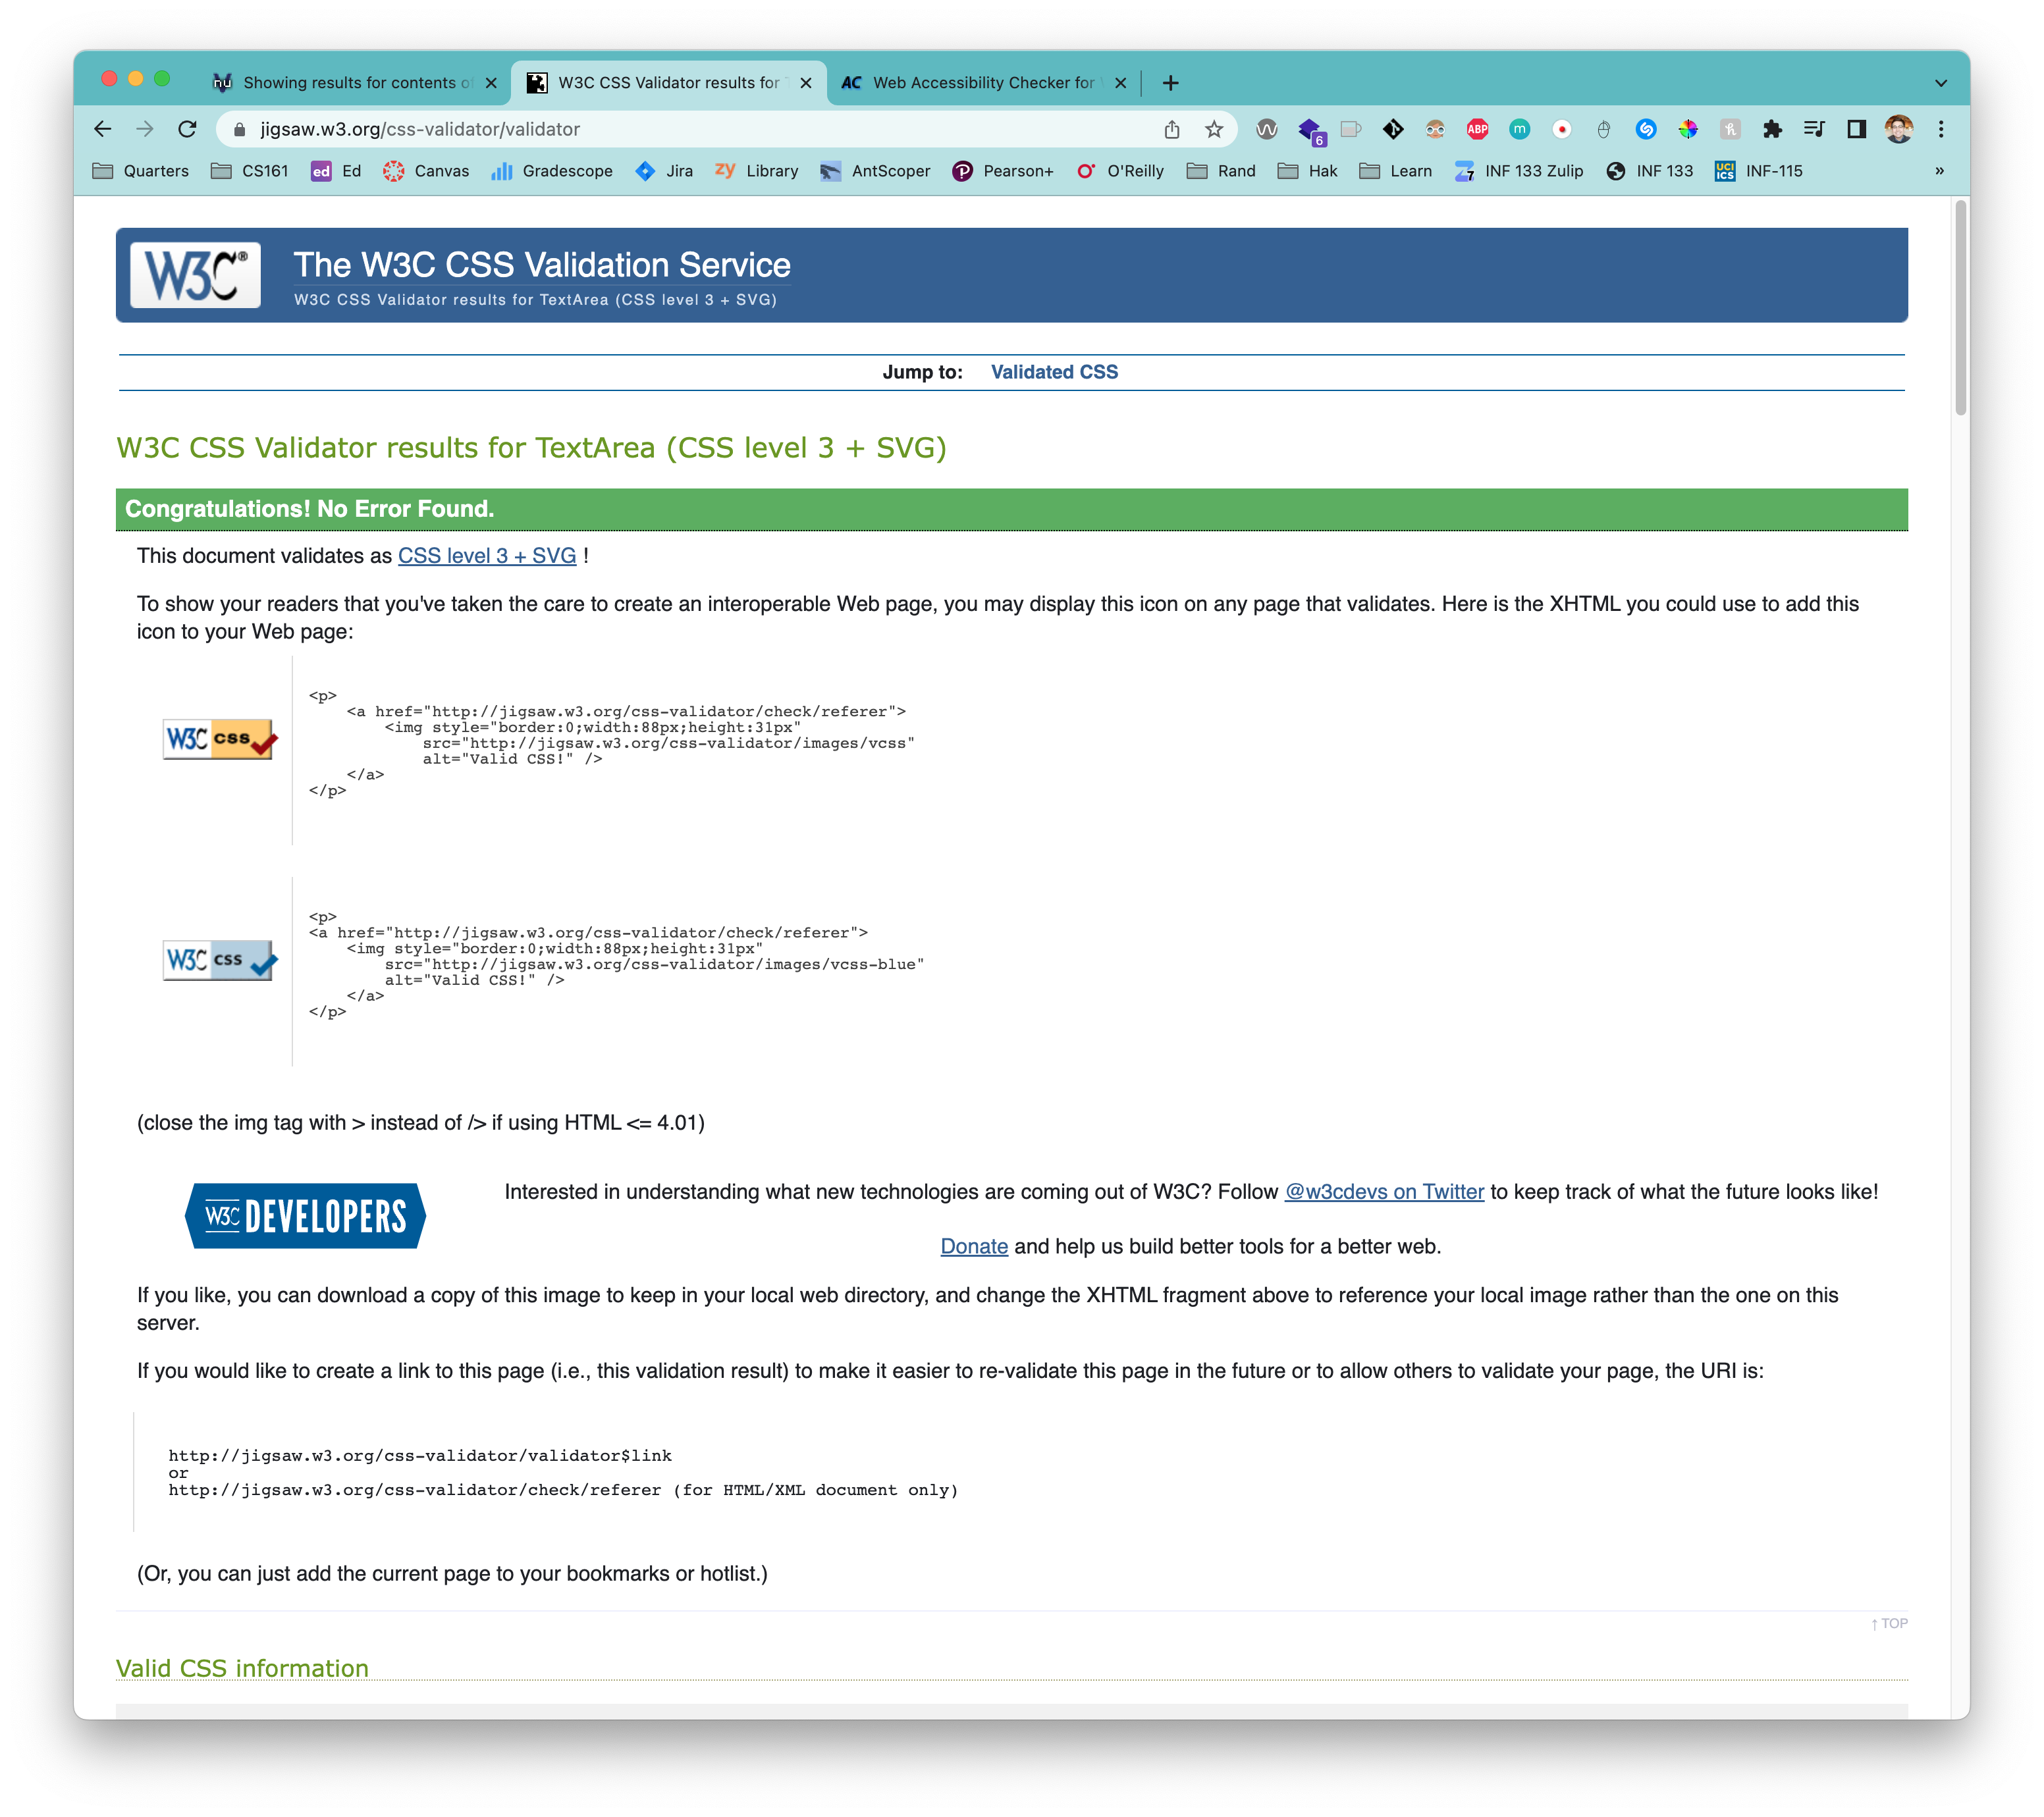 Showing results for contents of
W3C CSS Validator results for T
AC Web Accessibility Checker for
jigsaw.w3.org/css-validator/validator
6
ABP
m
Quarters CS161 ed Ed Canvas Gradescope Jira zy Library AntScoper Pearson+ O'Reilly Rand Hak Learn INF 133 Zulip INF 133 UCI ICS INF-115 »
W3C®
The W3C CSS Validation Service
W3C CSS Validator results for TextArea (CSS level 3 + SVG)
Jump to: Validated CSS
W3C CSS Validator results for TextArea (CSS level 3 + SVG)
Congratulations! No Error Found.
This document validates as CSS level 3 + SVG !
To show your readers that you've taken the care to create an interoperable Web page, you may display this icon on any page that validates. Here is the XHTML you could use to add this
icon to your Web page:
W3C css
<p>
<a href="http://jigsaw.w3.org/css-validator/check/referer">
<img style="border:0;width:88px;height:31px"
src="http://jigsaw.w3.org/css-validator/images/vcss"
alt="Valid CSS!" />
</a>
</p>
W3C css
<p>
<a href="http://jigsaw.w3.org/css-validator/check/referer">
<img style="border:0;width:88px;height:31px"
src="http://jigsaw.w3.org/css-validator/images/vcss-blue"
alt="Valid CSS!" />
</a>
</p>
(close the img tag with > instead of /> if using HTML <= 4.01)
W3C DEVELOPERS
Interested in understanding what new technologies are coming out of W3C? Follow @w3cdevs on Twitter to keep track of what the future looks like!
Donate and help us build better tools for a better web.
If you like, you can download a copy of this image to keep in your local web directory, and change the XHTML fragment above to reference your local image rather than the one on this
server.
If you would like to create a link to this page (i.e., this validation result) to make it easier to re-validate this page in the future or to allow others to validate your page, the URI is:
http://jigsaw.w3.org/css-validator/validator$link
or
http://jigsaw.w3.org/css-validator/check/referer (for HTML/XML document only)
(Or, you can just add the current page to your bookmarks or hotlist.)
↑ TOP
Valid CSS information